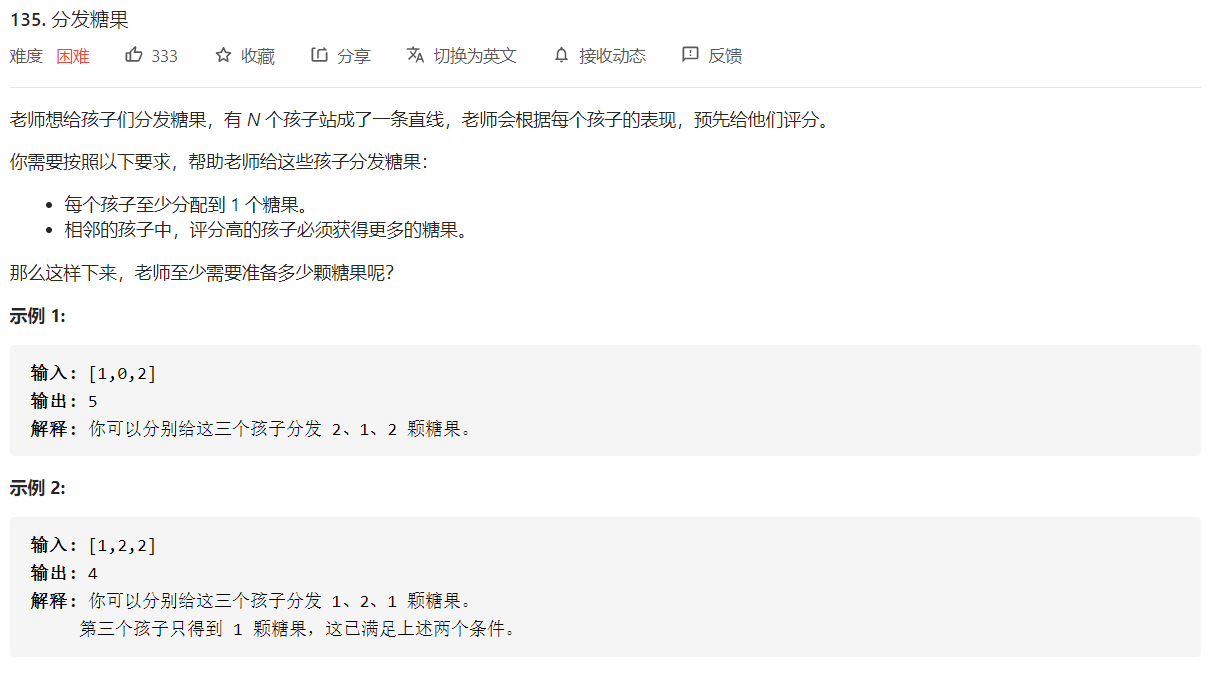 135. 分发糖果
难度 困难 333 收藏 分享 切换为英文 接收动态 反馈
老师想给孩子们分发糖果，有 N 个孩子站成了一条直线，老师会根据每个孩子的表现，预先给他们评分。
你需要按照以下要求，帮助老师给这些孩子分发糖果：
• 每个孩子至少分配到 1 个糖果。
• 相邻的孩子中，评分高的孩子必须获得更多的糖果。
那么这样下来，老师至少需要准备多少颗糖果呢？
示例 1:
输入: [1,0,2]
输出: 5
解释: 你可以分别给这三个孩子分发 2、1、2 颗糖果。
示例 2:
输入: [1,2,2]
输出: 4
解释: 你可以分别给这三个孩子分发 1、2、1 颗糖果。
第三个孩子只得到 1 颗糖果，这已满足上述两个条件。